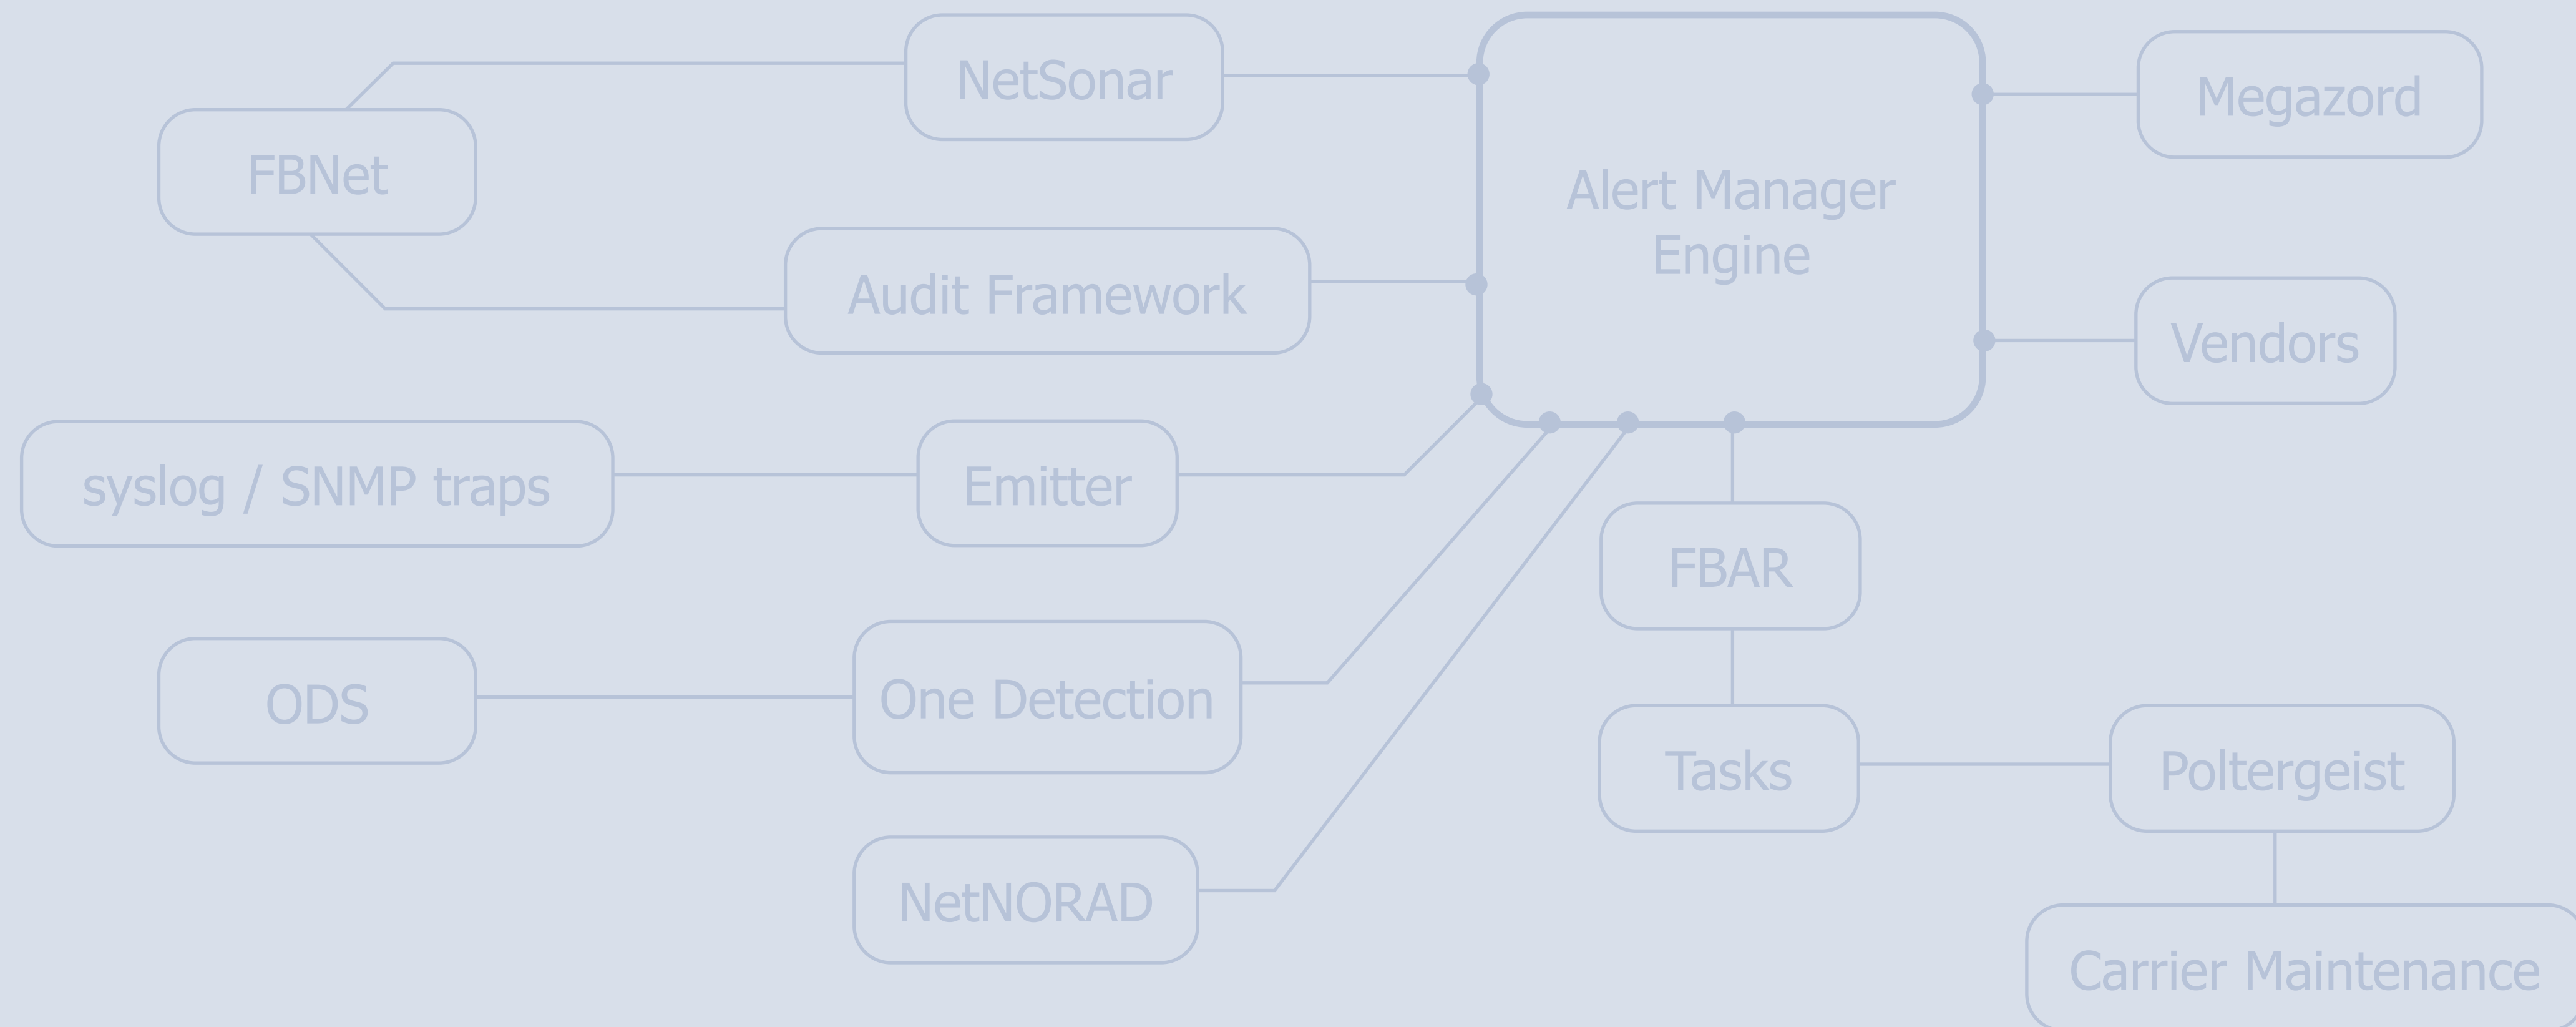 NetSonar
Megazord
FBNet
Alert Manager
Engine
Audit Framework
Vendors
syslog / SNMP traps
Emitter
FBAR
ODS
One Detection
Tasks
Poltergeist
NetNORAD
Carrier Maintenance